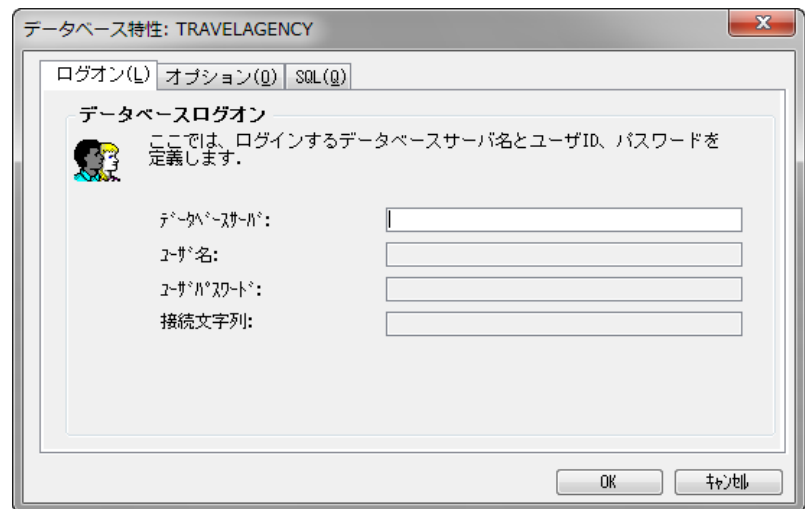 データベース特性: TRAVELAGENCY
ログオン(L) オプション(O) SQL(Q)
データベースログオン
ここでは、ログインするデータベースサーバ名とユーザID、パスワードを
定義します.
ﾃﾞｰﾀﾍﾞｰｽｻｰﾊﾞ:
ﾕｰｻﾞ名:
ﾕｰｻﾞﾊﾟｽﾜｰﾄﾞ:
接続文字列:
OK ｷｬﾝｾﾙ